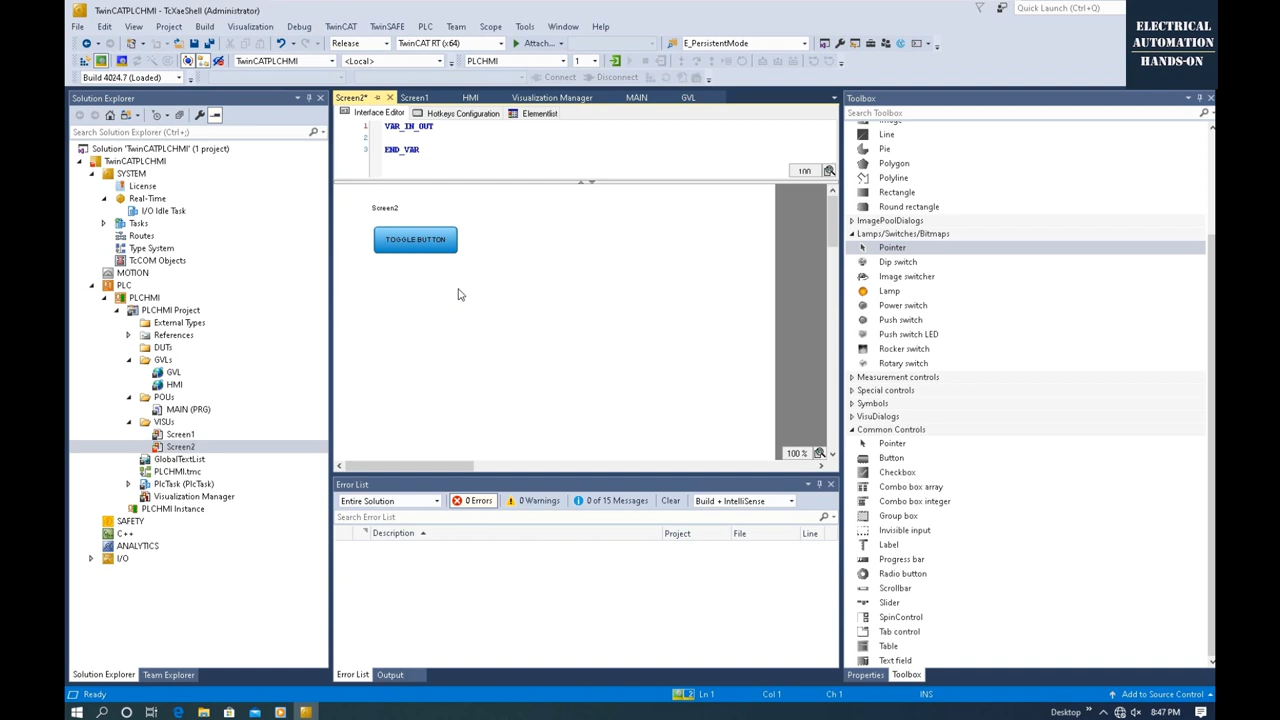 TwinCATPLCHMI - TcXaeShell (Administrator)
Quick Launch (Ctrl+Q)
ELECTRICAL
AUTOMATION
HANDS-ON
File Edit View Project Build Visualization Debug TwinCAT TwinSAFE PLC Team Scope Tools Window Help
Release TwinCAT RT (x64) Attach... E_PersistentMode
TwinCATPLCHMI <Local> PLCHMI 1
Build 4024.7 (Loaded) Connect Disconnect
Solution Explorer
Search Solution Explorer (Ctrl+;)
Solution 'TwinCATPLCHMI' (1 project)
TwinCATPLCHMI
SYSTEM
License
Real-Time
I/O Idle Task
Tasks
Routes
Type System
TcCOM Objects
MOTION
PLC
PLCHMI
PLCHMI Project
External Types
References
DUTs
GVLs
GVL
HMI
POUs
MAIN (PRG)
VISUs
Screen1
Screen2
GlobalTextList
PLCHMI.tmc
PlcTask (PlcTask)
Visualization Manager
PLCHMI Instance
SAFETY
C++
ANALYTICS
I/O
Solution Explorer Team Explorer
Screen2* Screen1 HMI Visualization Manager MAIN GVL
Interface Editor Hotkeys Configuration Elementlist
1 VAR_IN_OUT
2
3 END_VAR
100
Screen2
TOGGLE BUTTON
100 %
Error List
Entire Solution 0 Errors 0 Warnings 0 of 15 Messages Clear Build + IntelliSense
Search Error List
Description Project File Line
Error List Output
Toolbox
Search Toolbox
Image
Line
Pie
Polygon
Polyline
Rectangle
Round rectangle
ImagePoolDialogs
Lamps/Switches/Bitmaps
Pointer
Dip switch
Image switcher
Lamp
Power switch
Push switch
Push switch LED
Rocker switch
Rotary switch
Measurement controls
Special controls
Symbols
VisuDialogs
Common Controls
Pointer
Button
Checkbox
Combo box array
Combo box integer
Group box
Invisible input
Label
Progress bar
Radio button
Scrollbar
Slider
SpinControl
Tab control
Table
Text field
Properties Toolbox
Ready 2 Ln 1 Col 1 Ch 1 INS Add to Source Control
Desktop 8:47 PM